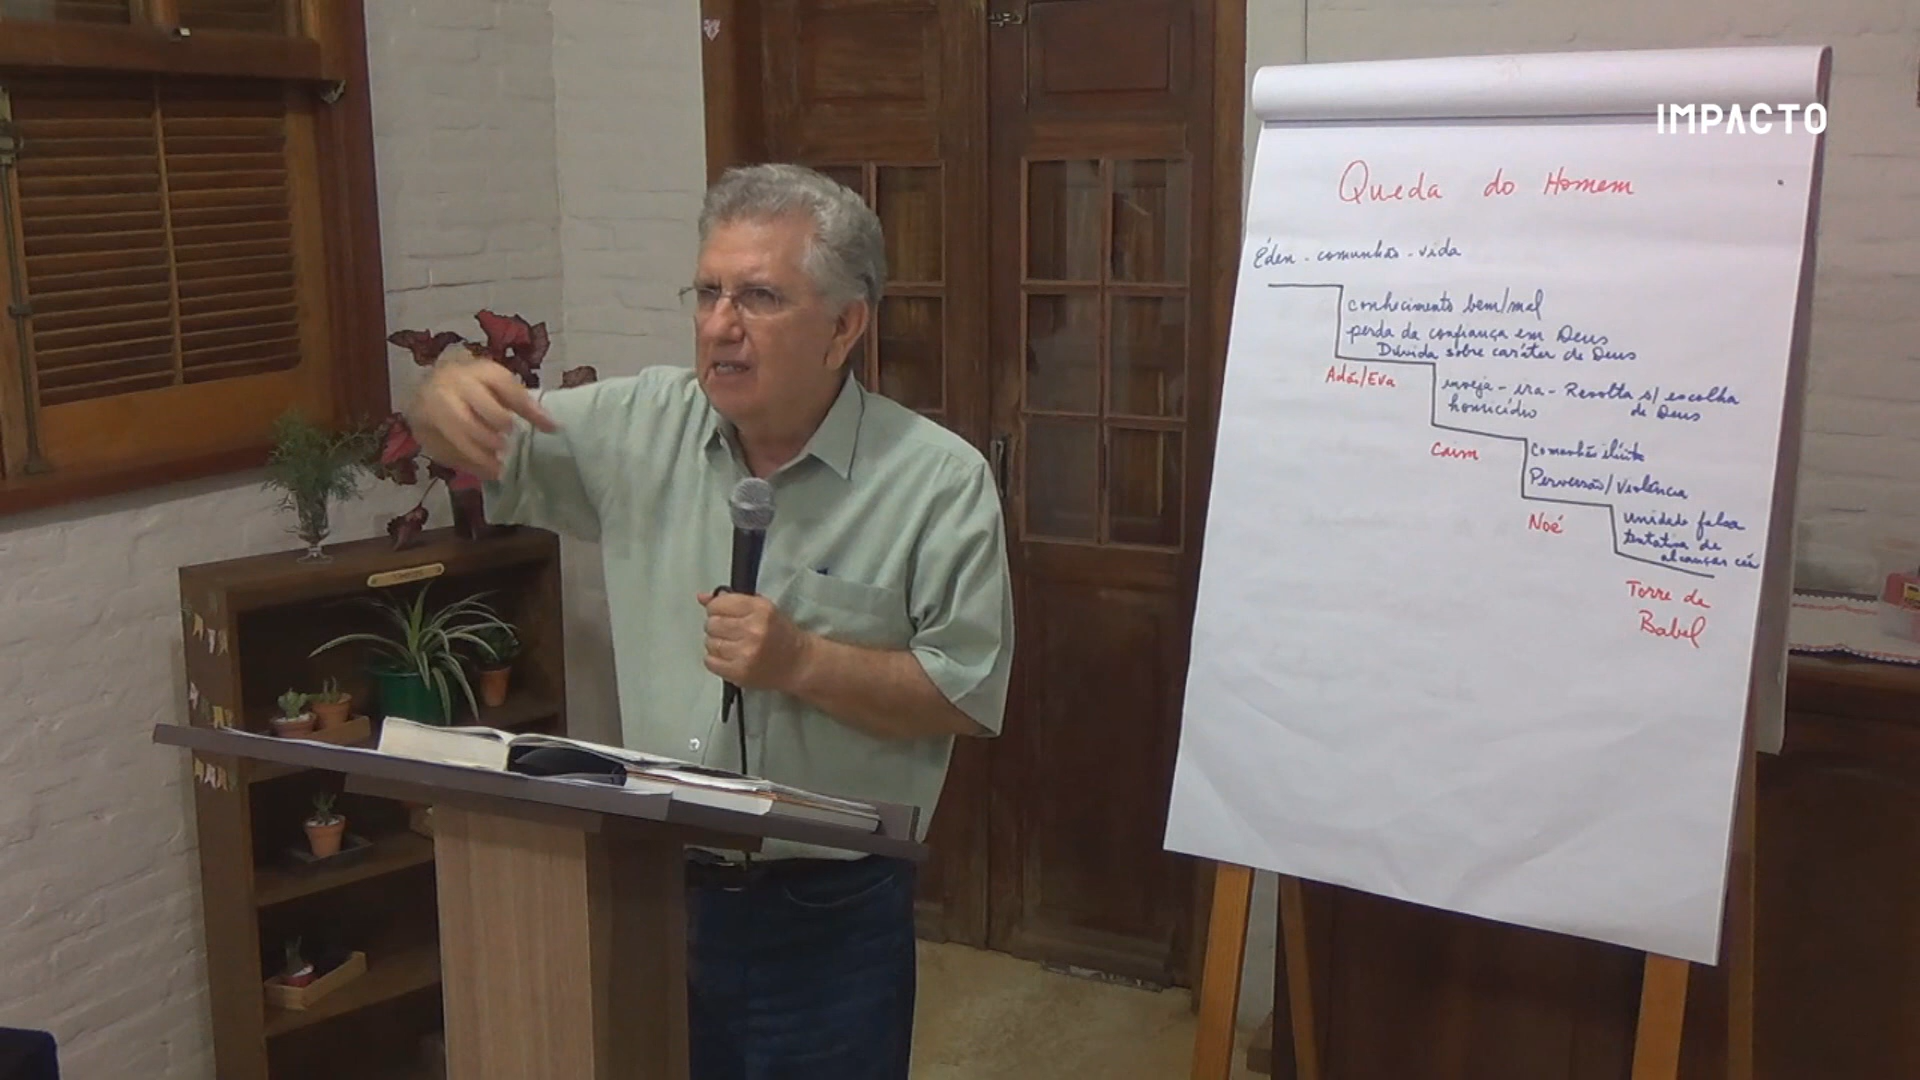 IMPACTO
Queda do Homem
Éden - comunhão - vida
conhecimento bem/mal
perda da confiança em Deus
Dúvida sobre caráter de Deus
Adão/Eva
inveja - ira - Revolta s/ escolha
homicídio de Deus
Caim
Comunhão ilícita
Perversão/Violência
Noé
unidade falsa
tentativa de
alcançar céu
Torre de
Babel